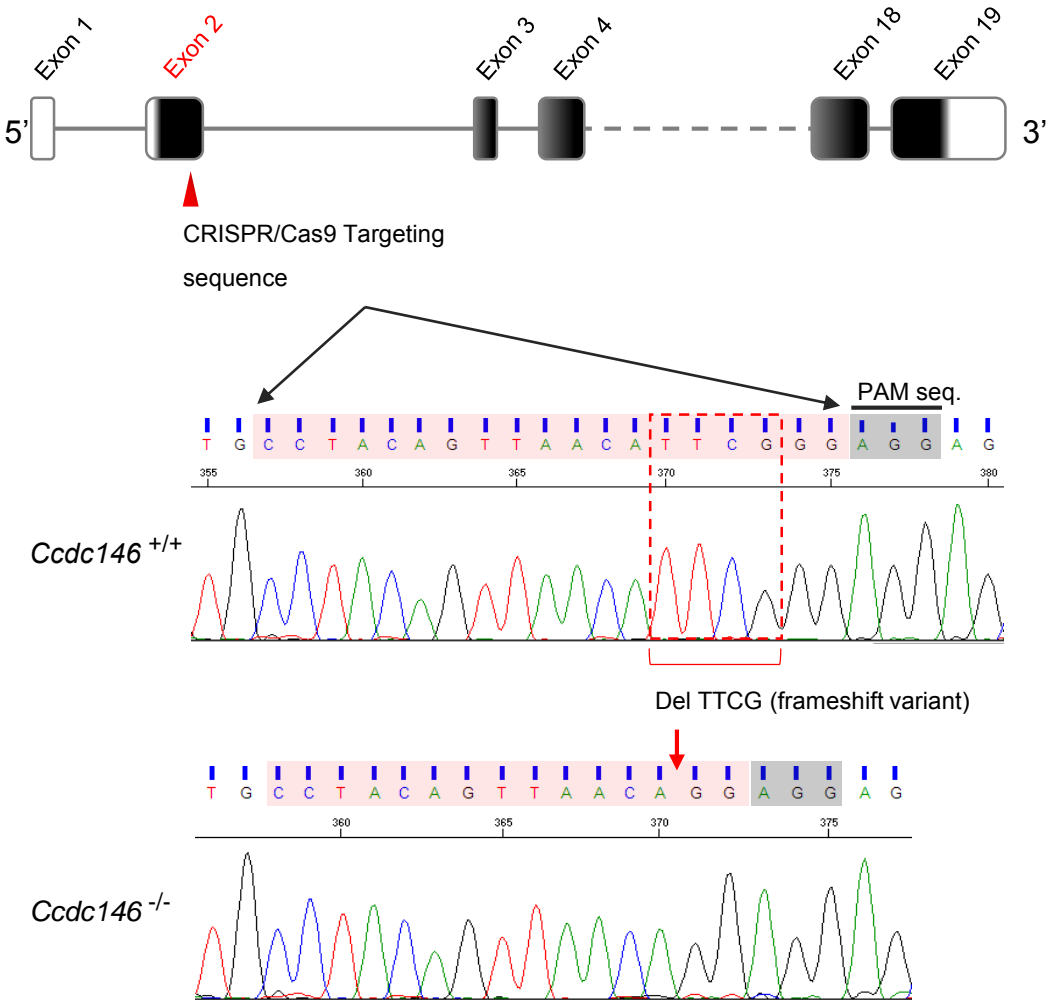 Exon 1 Exon 2 Exon 3 Exon 4 Exon 18 Exon 19
5’ 3’
CRISPR/Cas9 Targeting
sequence
PAM seq.
T G C C T A C A G T T A A C A T T C G G G A G G A G
355 360 365 370 375 380
Ccdc146 +/+
Del TTCG (frameshift variant)
T G C C T A C A G T T A A C A G G A G G A G
360 365 370 375
Ccdc146 -/-